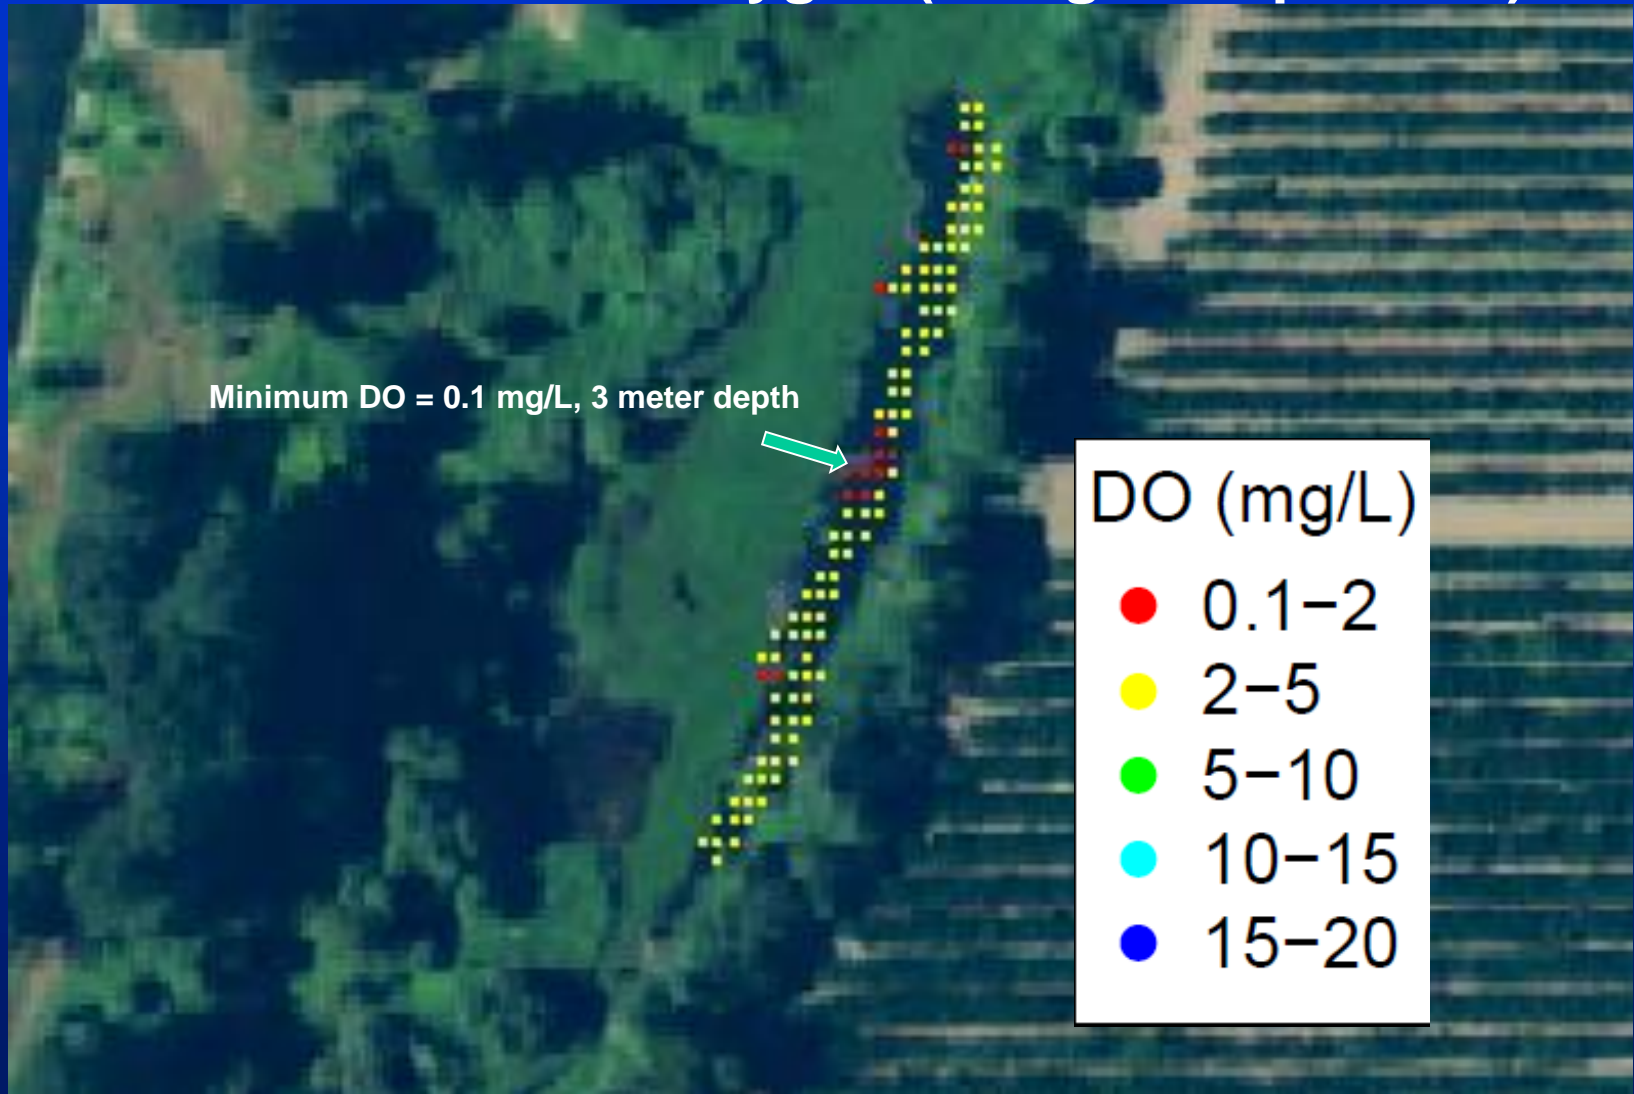 Minimum DO = 0.1 mg/L, 3 meter depth
DO (mg/L)
0.1−2
2−5
5−10
10−15
15−20